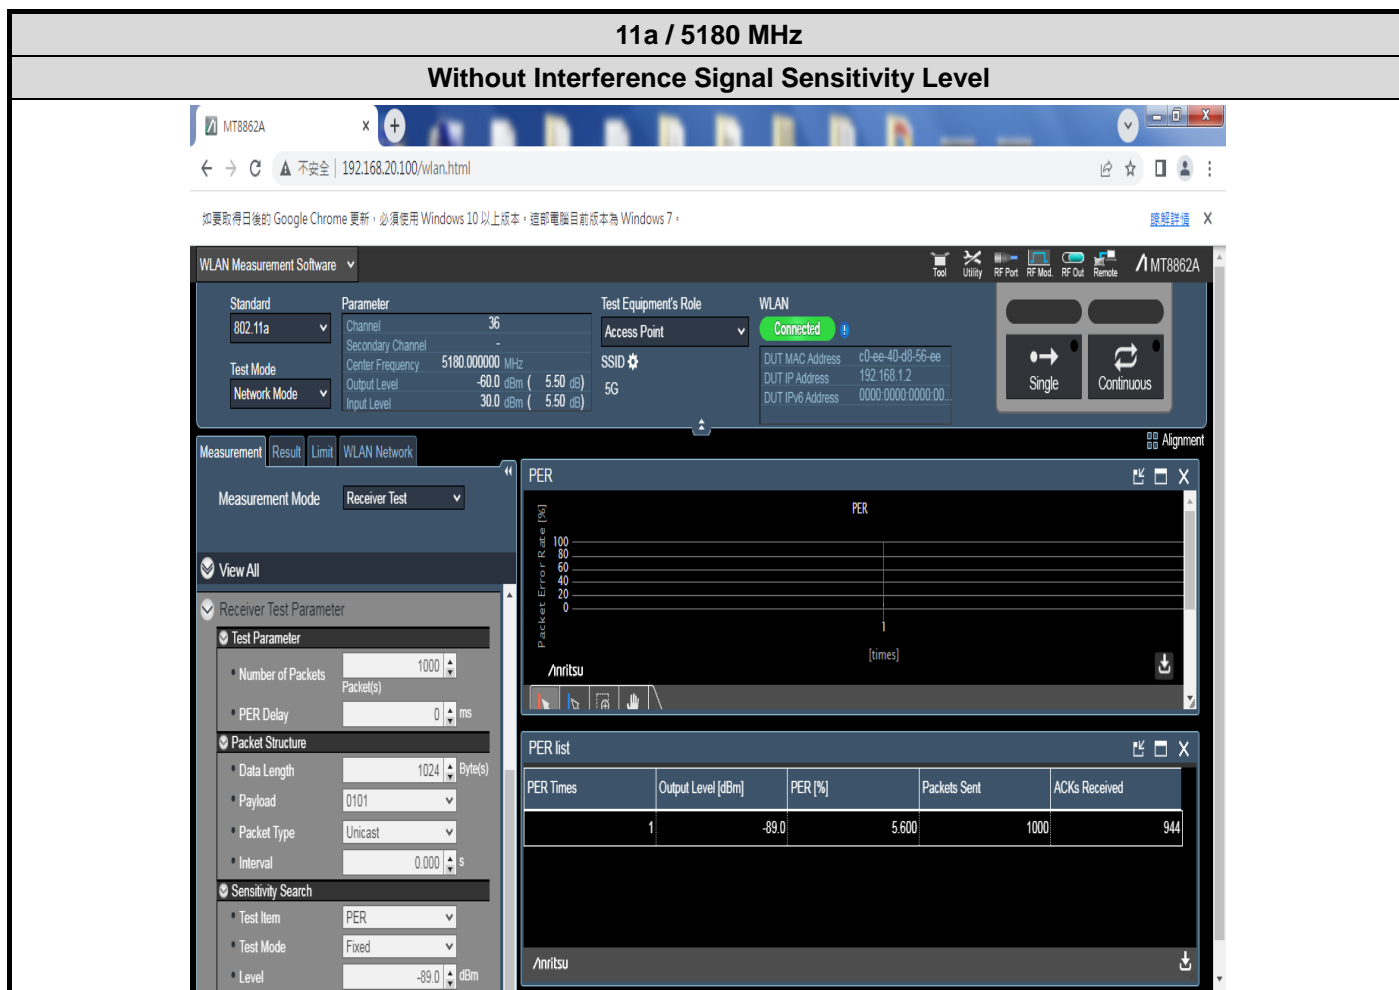 11a / 5180 MHz
Without Interference Signal Sensitivity Level
MT8862A
不安全 | 192.168.20.100/wlan.html
如要取得日後的 Google Chrome 更新，必須使用 Windows 10 以上版本。這部電腦目前版本為 Windows 7。 瞭解詳情
WLAN Measurement Software
Tool Utility RF Port RF Mod. RF Out Remote MT8862A
Standard
802.11a
Test Mode
Network Mode
Parameter
Channel 36
Secondary Channel -
Center Frequency 5180.000000 MHz
Output Level -60.0 dBm ( 5.50 dB)
Input Level 30.0 dBm ( 5.50 dB)
Test Equipment's Role
Access Point
SSID
5G
WLAN
Connected
DUT MAC Address c0-ee-40-d8-56-ee
DUT IP Address 192.168.1.2
DUT IPv6 Address 0000:0000:0000:00...
Single
Continuous
Alignment
Measurement Result Limit WLAN Network
Measurement Mode Receiver Test
View All
Receiver Test Parameter
Test Parameter
Number of Packets 1000
Packet(s)
PER Delay 0 ms
Packet Structure
Data Length 1024 Byte(s)
Payload 0101
Packet Type Unicast
Interval 0.000 s
Sensitivity Search
Test Item PER
Test Mode Fixed
Level -89.0 dBm
PER
PER
Packet Error Rate [%]
100
80
60
40
20
0
1
[times]
Anritsu
PER list
PER Times Output Level [dBm] PER [%] Packets Sent ACKs Received
1 -89.0 5.600 1000 944
Anritsu